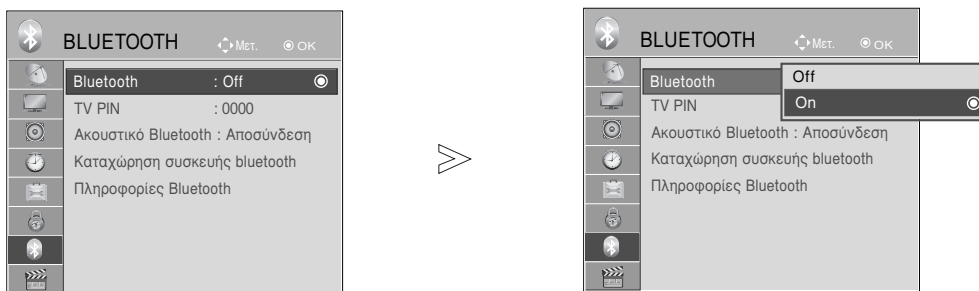 BLUETOOTH Μετ. OK
Bluetooth : Off
TV PIN : 0000
Ακουστικό Bluetooth : Αποσύνδεση
Καταχώρηση συσκευής bluetooth
Πληροφορίες Bluetooth
BLUETOOTH Μετ. OK
Bluetooth Off
TV PIN On
Ακουστικό Bluetooth : Αποσύνδεση
Καταχώρηση συσκευής bluetooth
Πληροφορίες Bluetooth